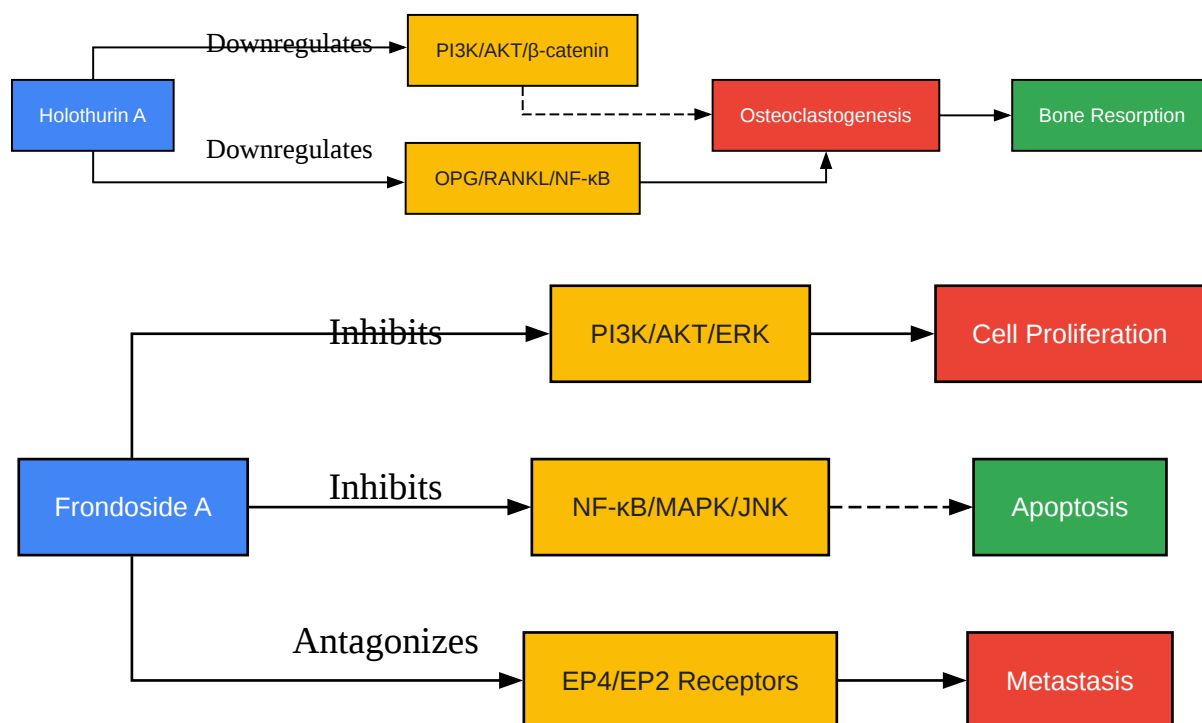 Downregulates
PI3K/AKT/β-catenin
Holothurin A
Osteoclastogenesis
Bone Resorption
Downregulates
OPG/RANKL/NF-κB
Inhibits
PI3K/AKT/ERK
Cell Proliferation
Frondoside A
Inhibits
NF-κB/MAPK/JNK
Apoptosis
Antagonizes
EP4/EP2 Receptors
Metastasis